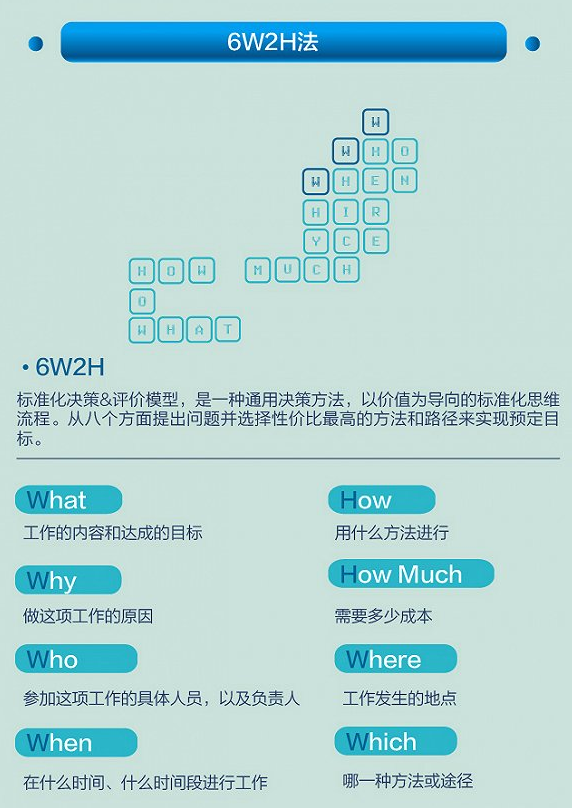 6W2H法
W
W H O
W H E N
H I R
Y C E
H O W M U C H
O
W H A T
• 6W2H
标准化决策&评价模型，是一种通用决策方法，以价值为导向的标准化思维
流程。从八个方面提出问题并选择性价比最高的方法和路径来实现预定目
标。
What
工作的内容和达成的目标
Why
做这项工作的原因
Who
参加这项工作的具体人员，以及负责人
When
在什么时间、什么时间段进行工作
How
用什么方法进行
How Much
需要多少成本
Where
工作发生的地点
Which
哪一种方法或途径